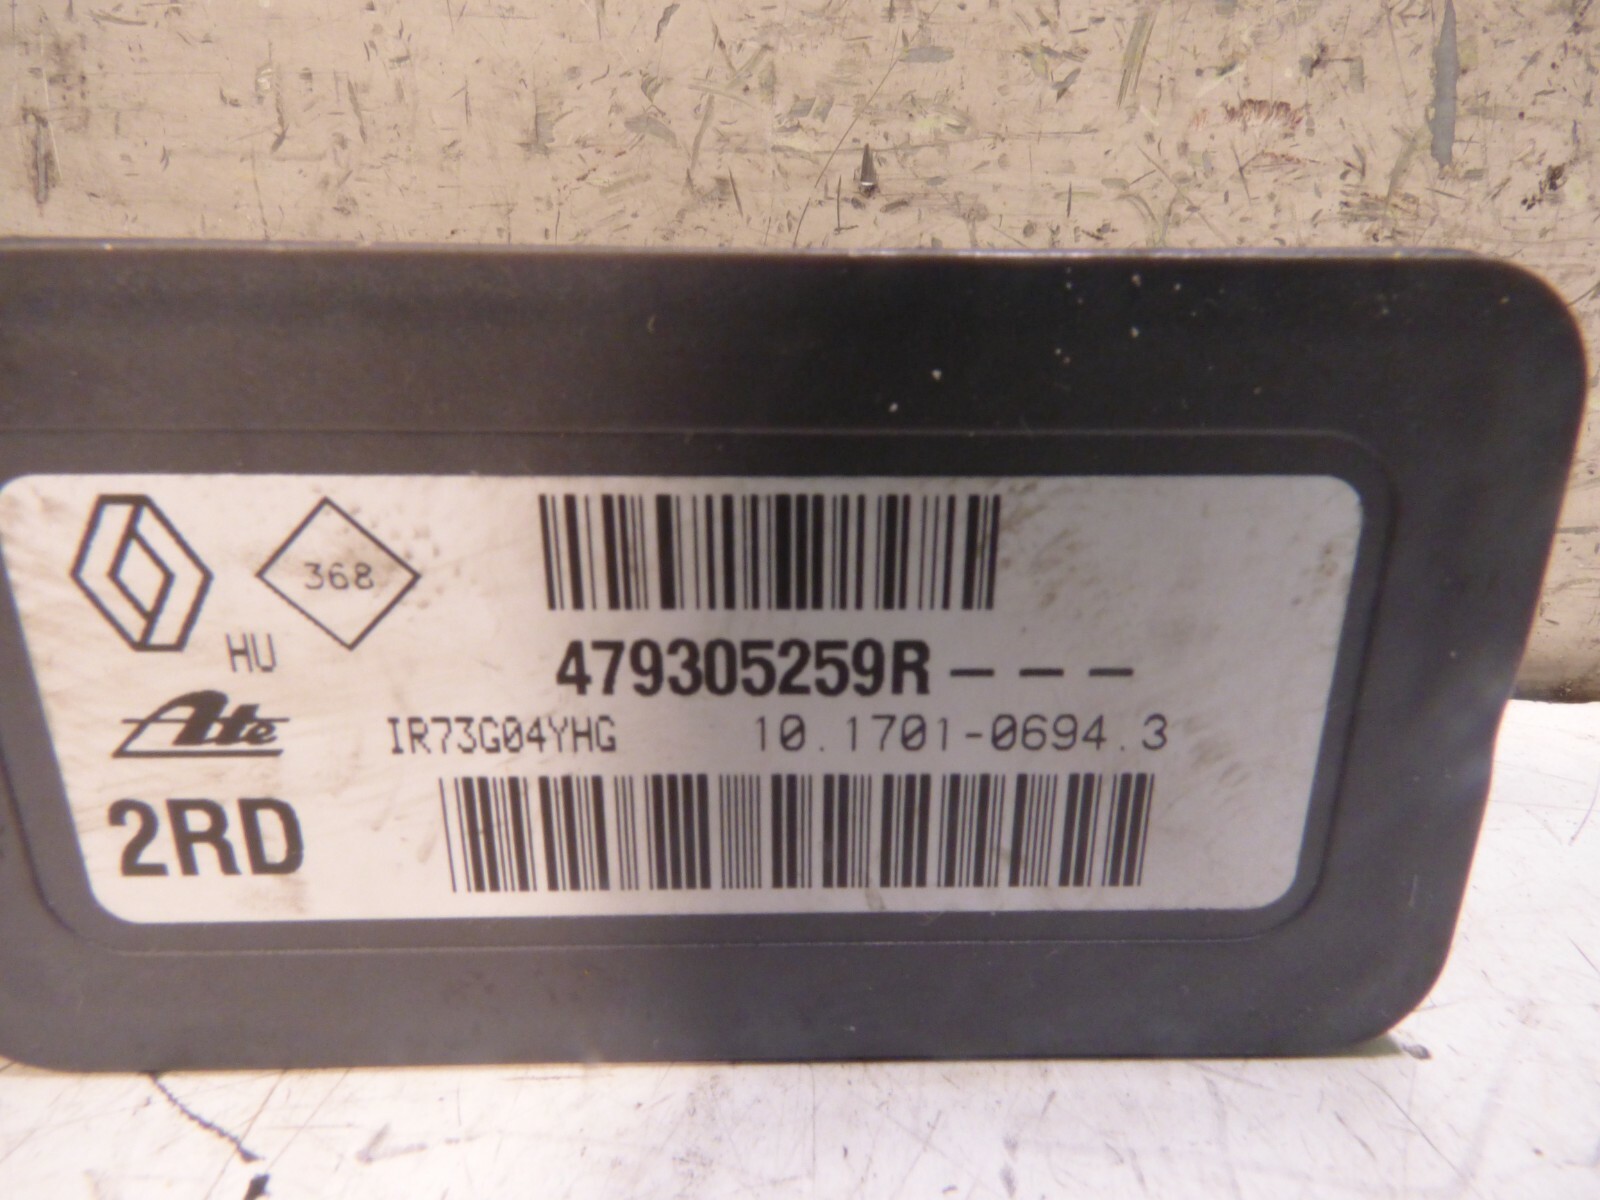 368
HU
479305259R---
Ate
IR73G04YHG 10.1701-0694.3
2RD